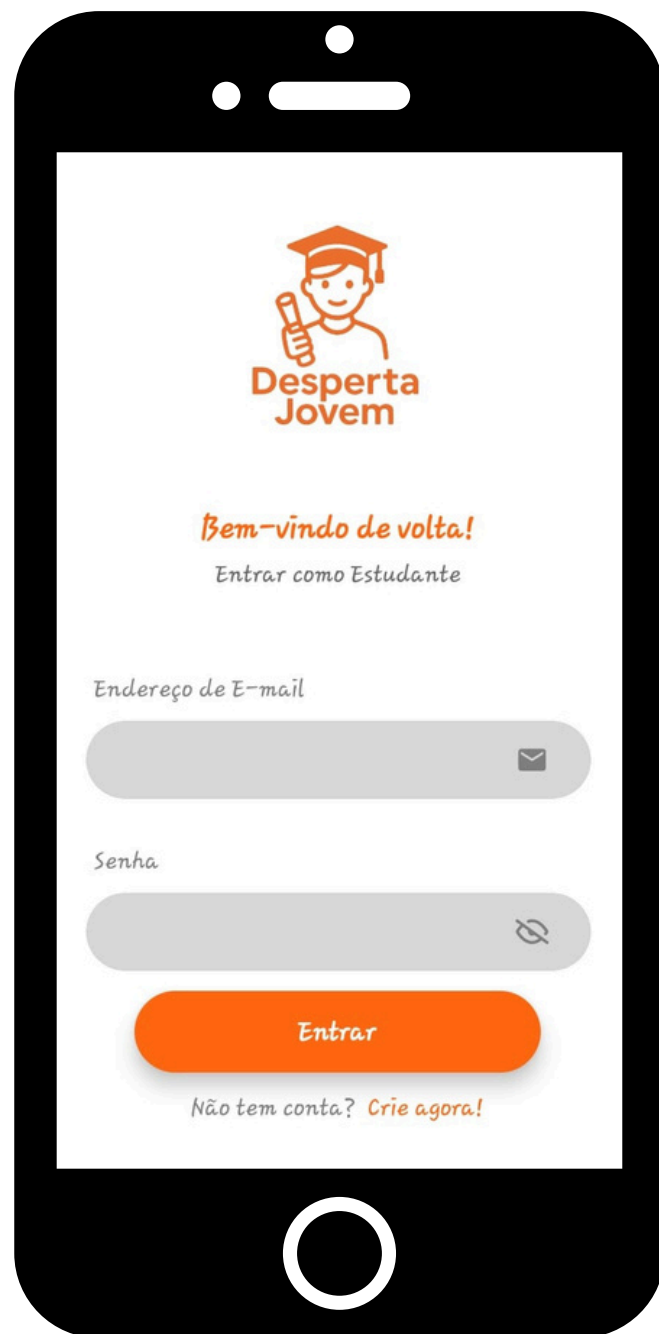 Desperta
Jovem
Bem-vindo de volta!
Entrar como Estudante
Endereço de E-mail
Senha
Entrar
Não tem conta? Crie agora!